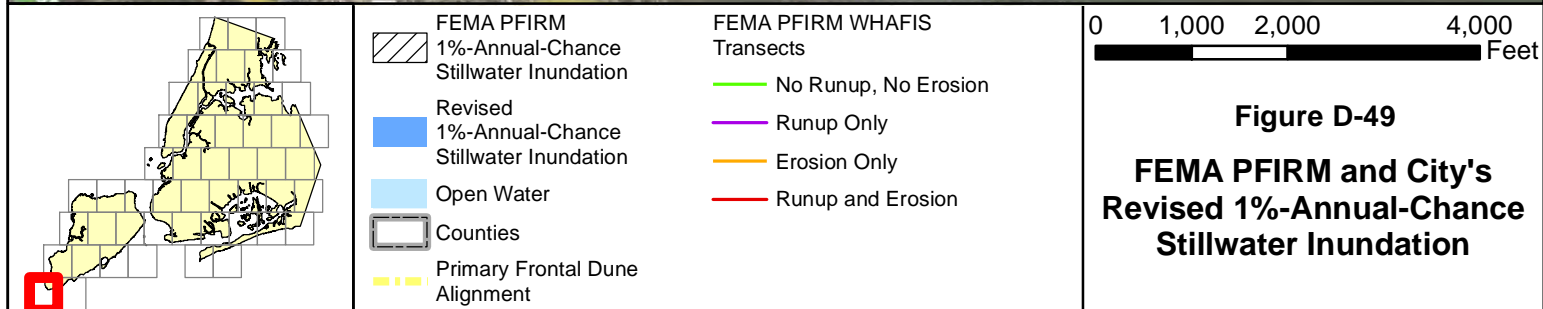 FEMA PFIRM
1%-Annual-Chance
Stillwater Inundation
Revised
1%-Annual-Chance
Stillwater Inundation
Open Water
Counties
Primary Frontal Dune
Alignment
FEMA PFIRM WHAFIS
Transects
No Runup, No Erosion
Runup Only
Erosion Only
Runup and Erosion
0 1,000 2,000 4,000
Feet
Figure D-49
FEMA PFIRM and City's
Revised 1%-Annual-Chance
Stillwater Inundation